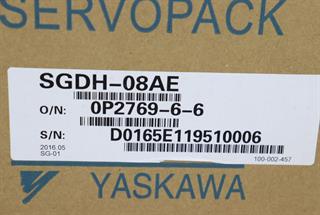 SERVOPACK
SGDH-08AE
O/N: 0P2769-6-6
S/N: D0165E119510006
2016.05
SG-01
100-002-457
YASKAWA